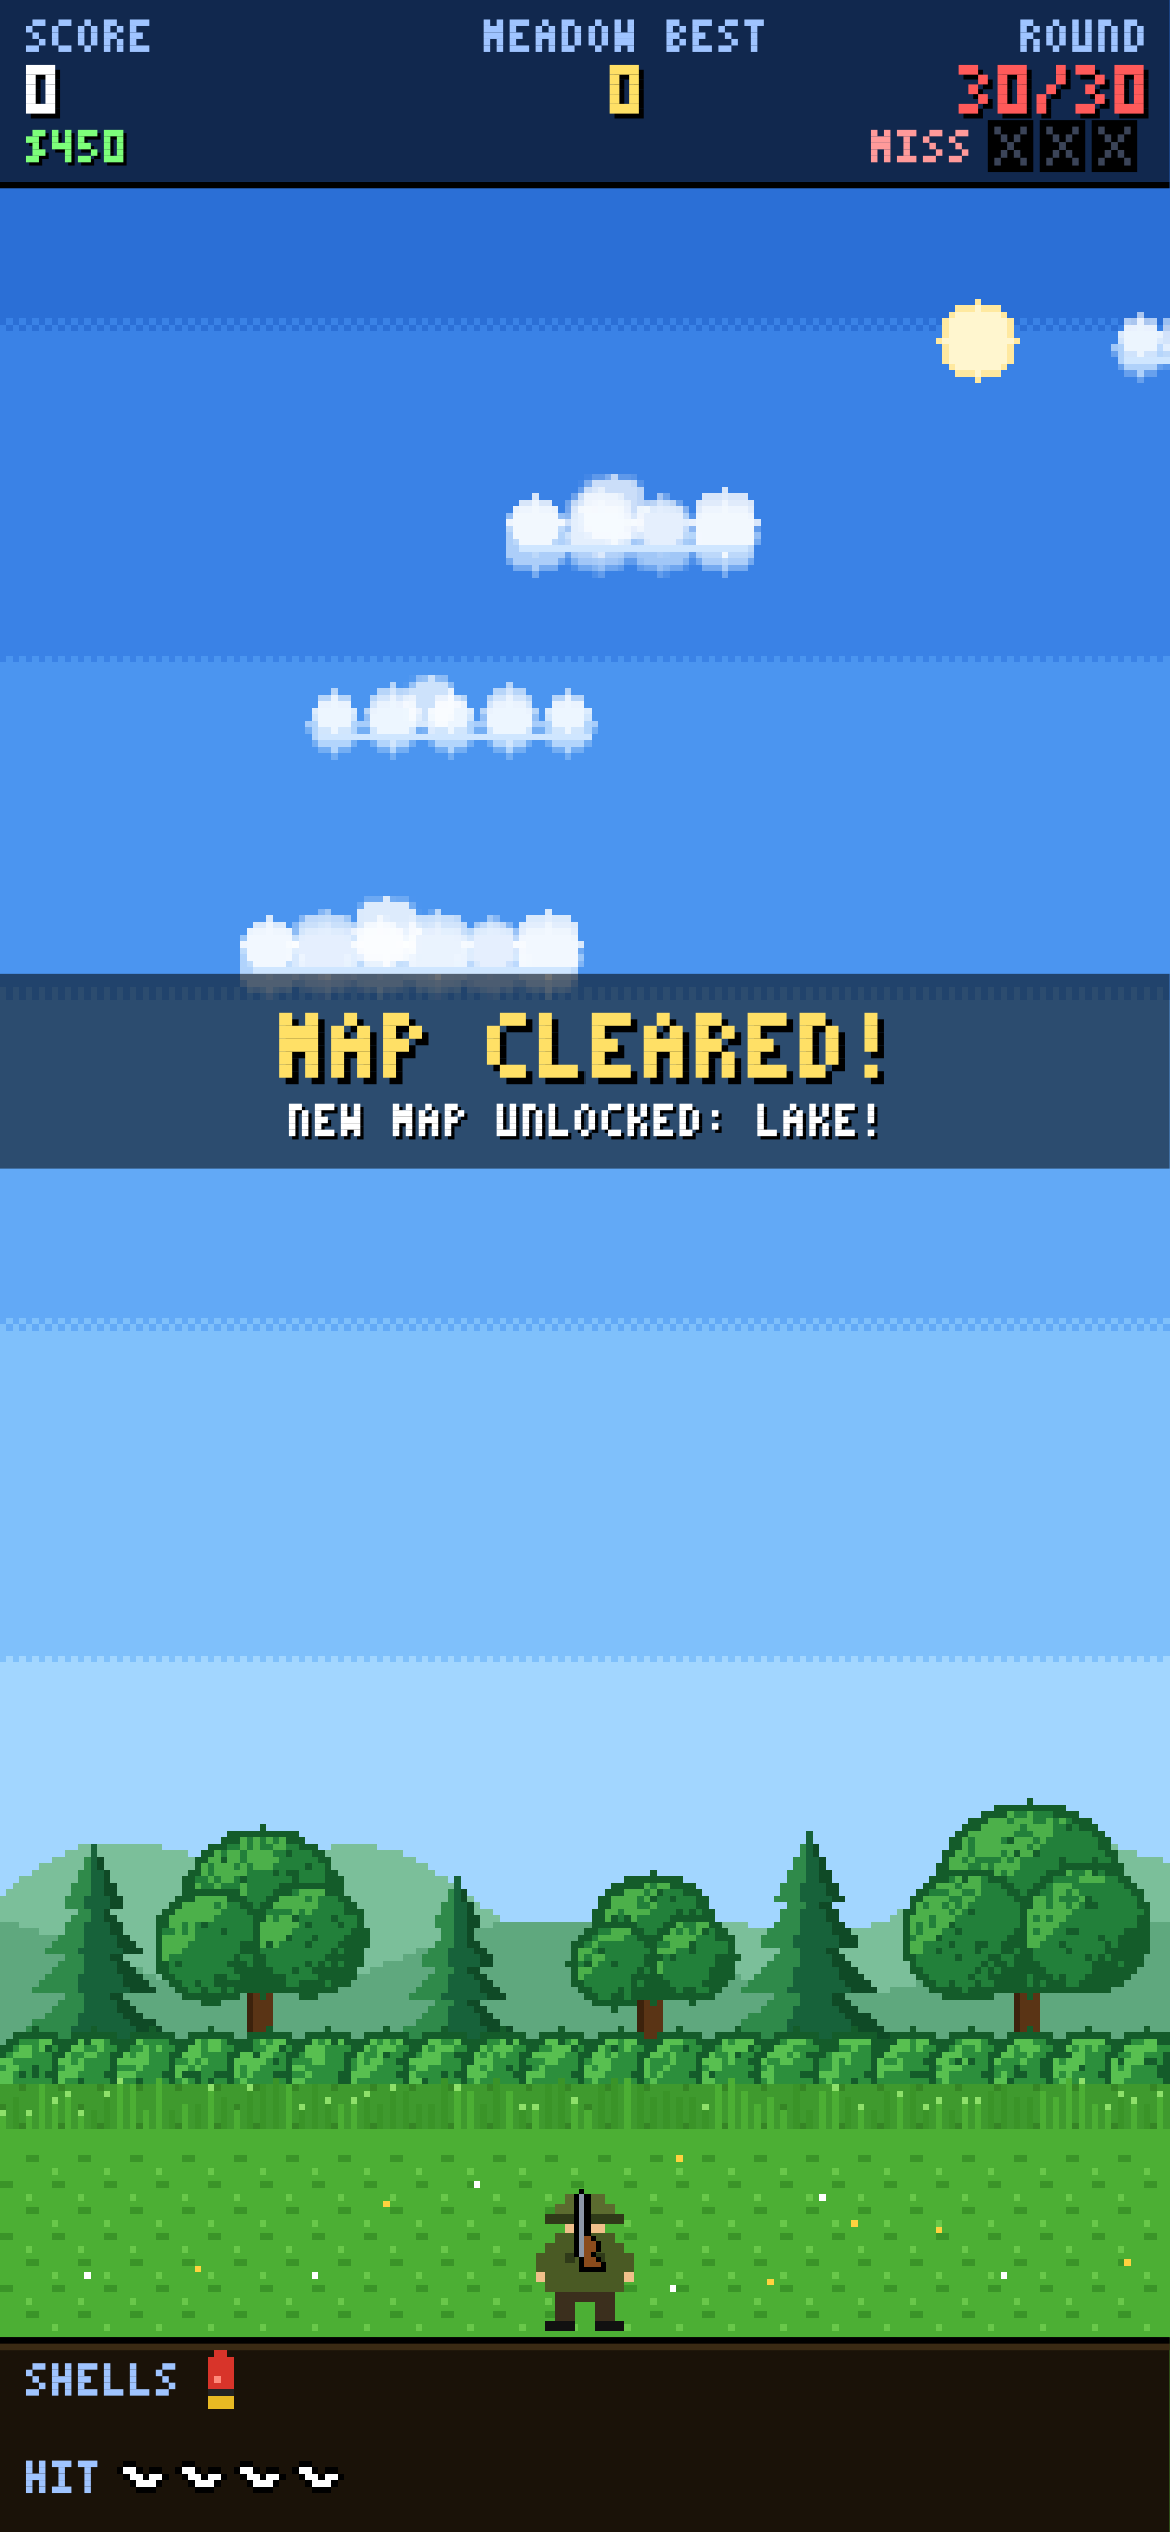 SCORE
0
$450
MEADOW BEST
0
ROUND
30/30
MISS
MAP CLEARED!
NEW MAP UNLOCKED: LAKE!
SHELLS
HIT